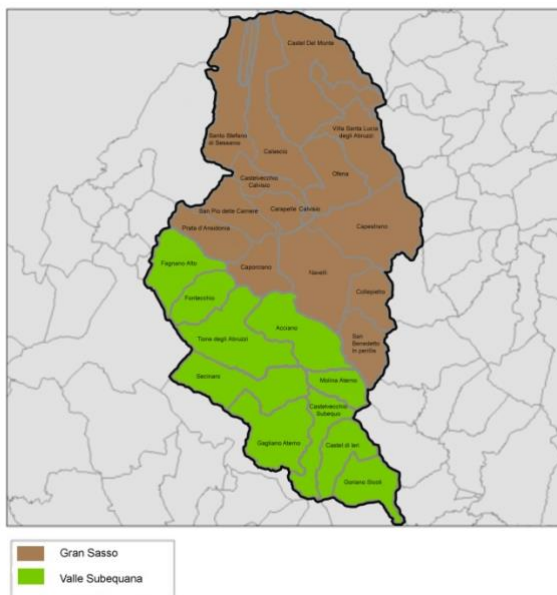 Castel Del Monte
Villa Santa Lucia
degli Abruzzi
Santo Stefano
di Sessanio
Calascio
Ofena
Castelvecchio
Calvisio
Carapelle Calvisio
San Pio delle Camere
Prata d'Ansidonia
Capestrano
Fagnano Alto
Caporciano
Navelli
Collepietro
Fontecchio
Acciano
Tione degli Abruzzi
San
Benedetto
in perillis
Secinaro
Molina Aterno
Castelvecchio
Subequo
Gagliano Aterno
Castel di Ieri
Goriano Sicoli
Gran Sasso
Valle Subequana